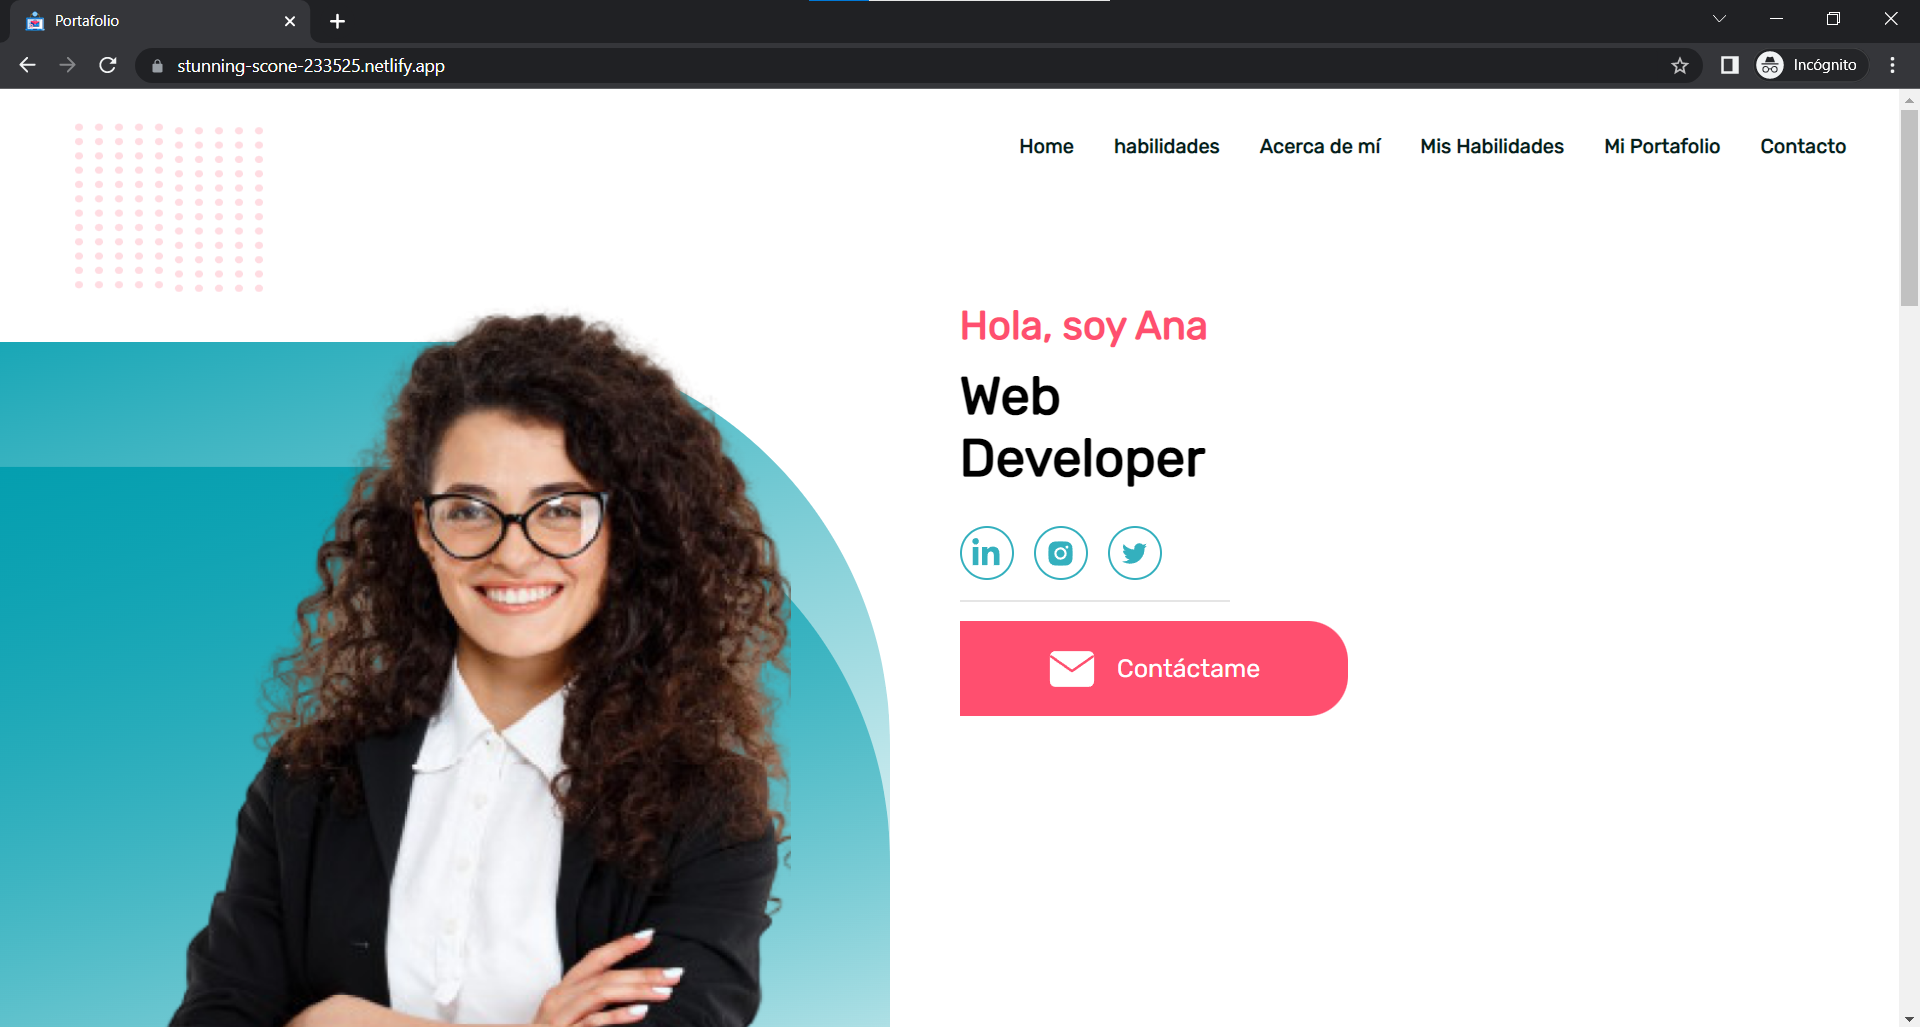 Portafolio
stunning-scone-233525.netlify.app
Incógnito
Home habilidades Acerca de mí Mis Habilidades Mi Portafolio Contacto
Hola, soy Ana
Web
Developer
in
Contáctame